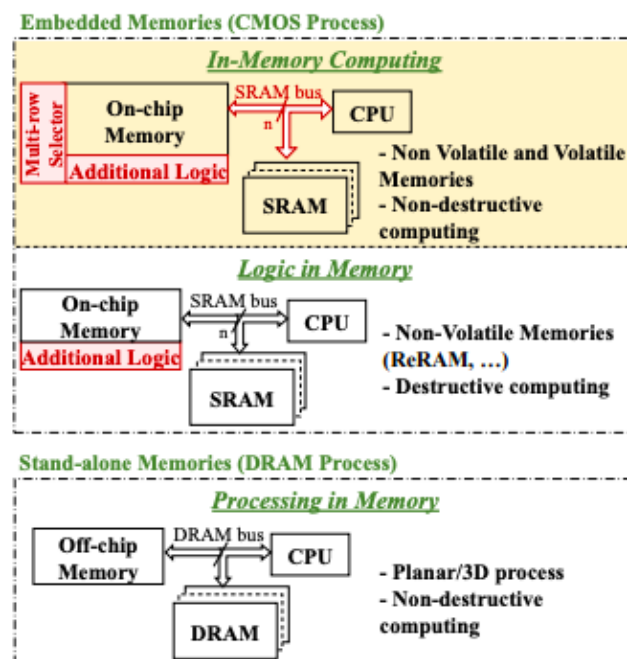 Embedded Memories (CMOS Process)
In-Memory Computing
Multi-row
Selector
On-chip
Memory
Additional Logic
SRAM bus
n
CPU
SRAM
- Non Volatile and Volatile
Memories
- Non-destructive
computing
Logic in Memory
On-chip
Memory
Additional Logic
SRAM bus
n
CPU
SRAM
- Non-Volatile Memories
(ReRAM, …)
- Destructive computing
Stand-alone Memories (DRAM Process)
Processing in Memory
Off-chip
Memory
DRAM bus
CPU
DRAM
- Planar/3D process
- Non-destructive
computing